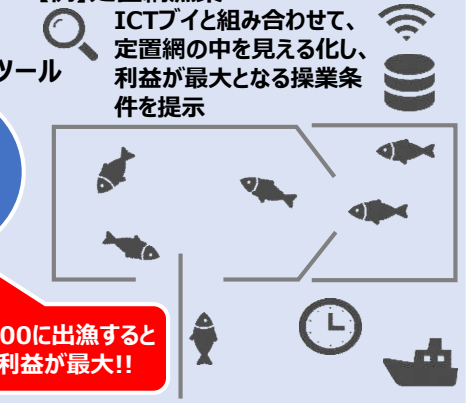 ICTブイと組み合わせて、
定置網の中を見える化し、
ツール
利益が最大となる操業条
件を提示
00に出漁すると
利益が最大!!